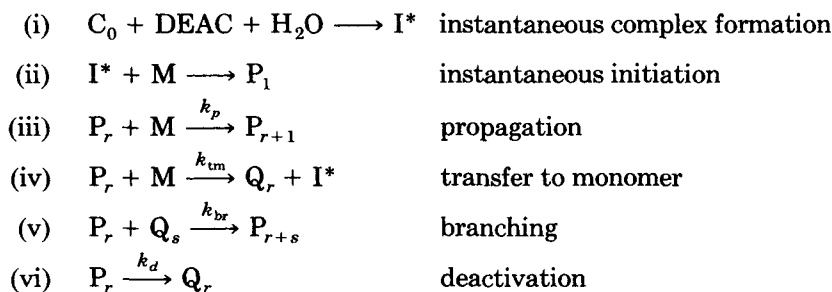 (i) C₀ + DEAC + H₂O ⟶ I* instantaneous complex formation
(ii) I* + M ⟶ P₁ instantaneous initiation
(iii) Pᵣ + M —kₚ→ Pᵣ₊₁ propagation
(iv) Pᵣ + M —kₜₘ→ Qᵣ + I* transfer to monomer
(v) Pᵣ + Qₛ —k_br→ Pᵣ₊ₛ branching
(vi) Pᵣ —k_d→ Qᵣ deactivation